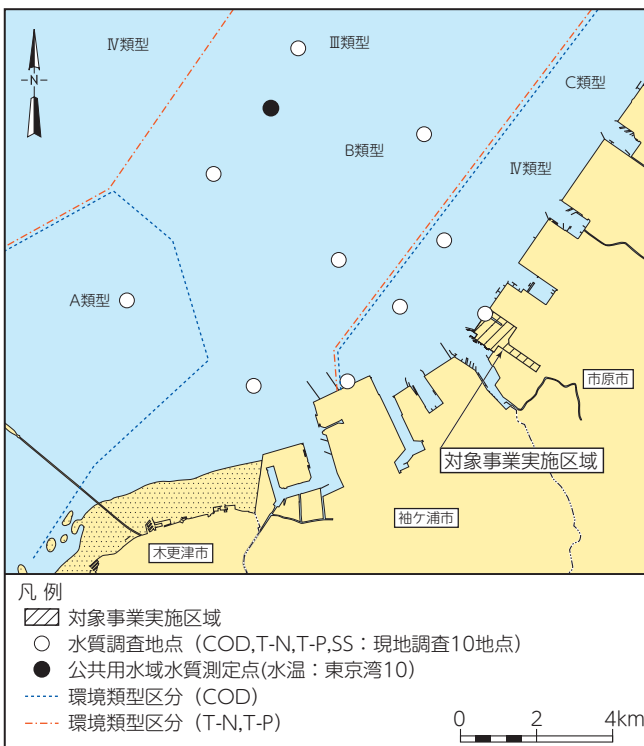 Ⅳ類型
Ⅲ類型
C類型
N
B類型
Ⅳ類型
A類型
市原市
対象事業実施区域
袖ケ浦市
木更津市
凡 例
対象事業実施区域
水質調査地点（COD,T-N,T-P,SS：現地調査10地点）
公共用水域水質測定点(水温：東京湾10)
環境類型区分（COD）
環境類型区分（T-N,T-P）
0 2 4km